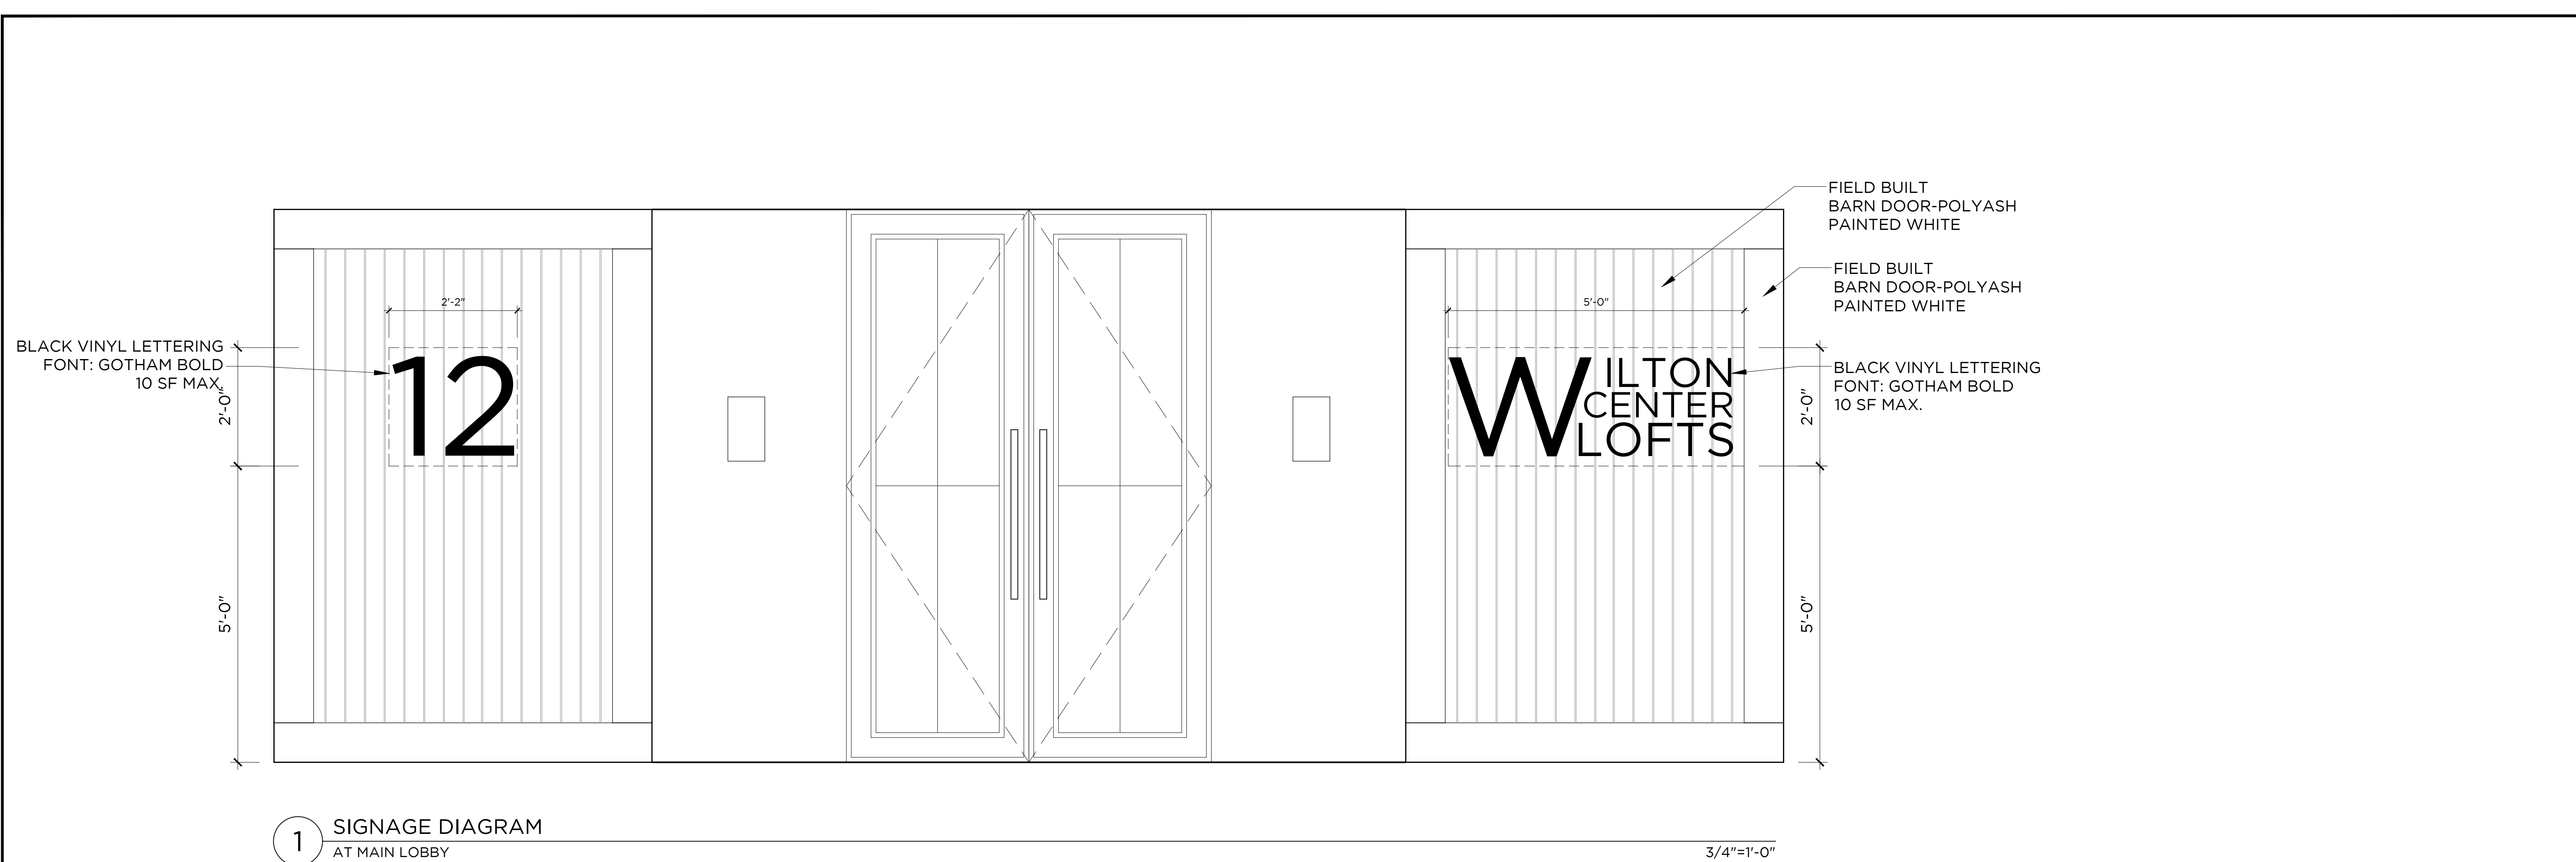 FIELD BUILT
BARN DOOR-POLYASH
PAINTED WHITE
FIELD BUILT
BARN DOOR-POLYASH
PAINTED WHITE
2'-2"
5'-0"
BLACK VINYL LETTERING
FONT: GOTHAM BOLD
10 SF MAX.
2'-0"
12
WILTON
CENTER
LOFTS
BLACK VINYL LETTERING
FONT: GOTHAM BOLD
10 SF MAX.
2'-0"
5'-0"
5'-0"
1
SIGNAGE DIAGRAM
AT MAIN LOBBY
3/4"=1'-0"